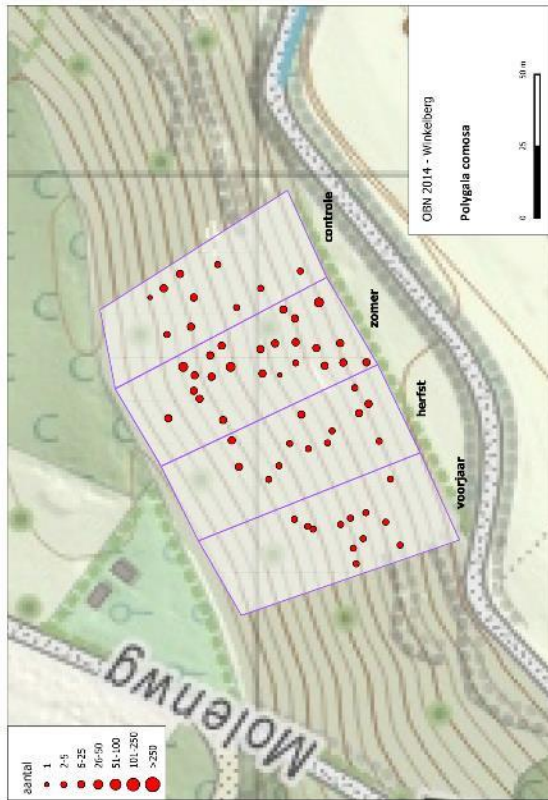 aantal
1
2-5
6-25
26-50
51-100
101-250
>250
Molenwg
controle
zomer
herfst
voorjaar
OBN 2014 - Winkelberg
Polygala comosa
0 25 50 m